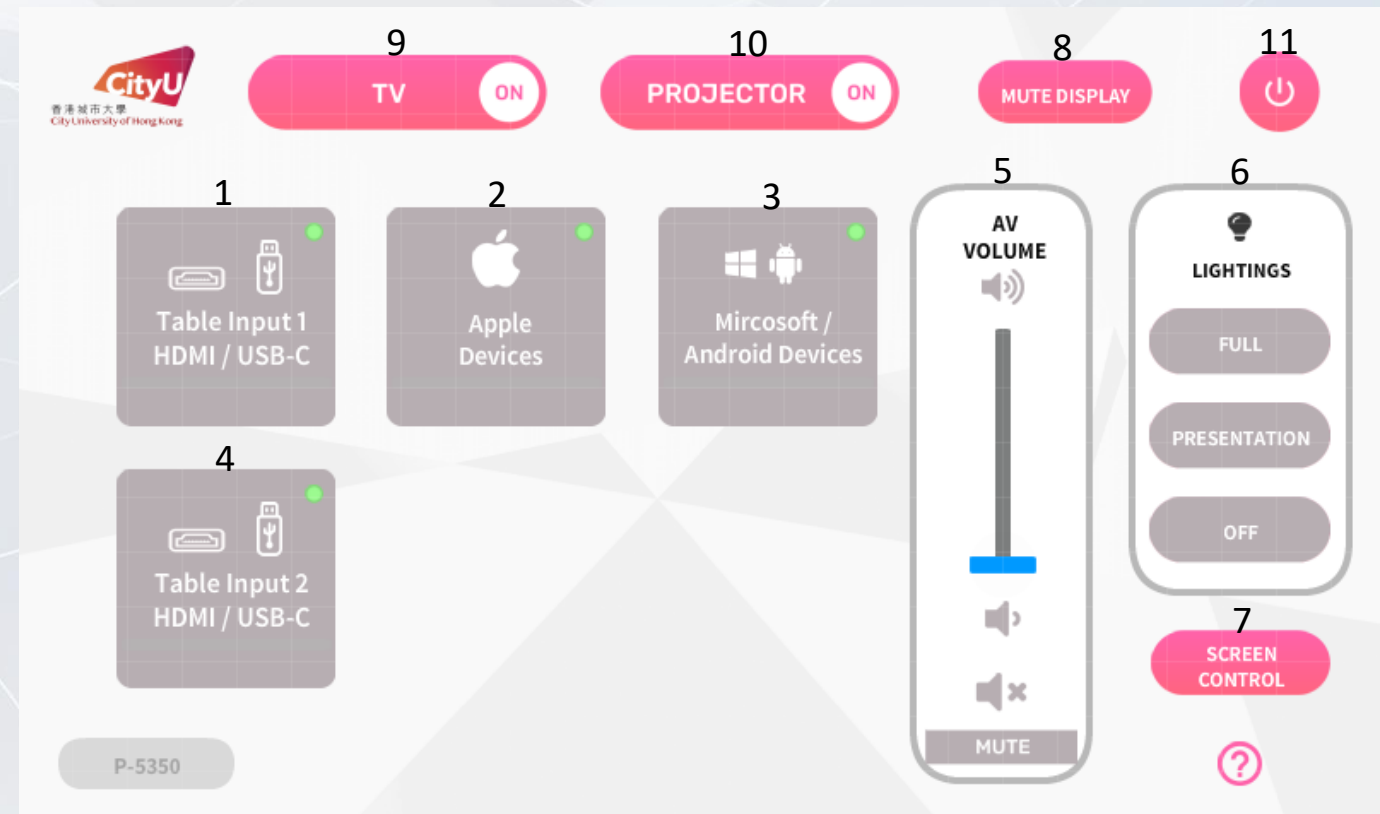 9
10
8
11
CityU
香港城市大學
City University of Hong Kong
TV ON
PROJECTOR ON
MUTE DISPLAY
1
2
3
5
6
Table Input 1
HDMI / USB-C
Apple
Devices
Mircosoft /
Android Devices
AV
VOLUME
LIGHTINGS
FULL
PRESENTATION
OFF
4
Table Input 2
HDMI / USB-C
7
SCREEN
CONTROL
MUTE
P-5350
?